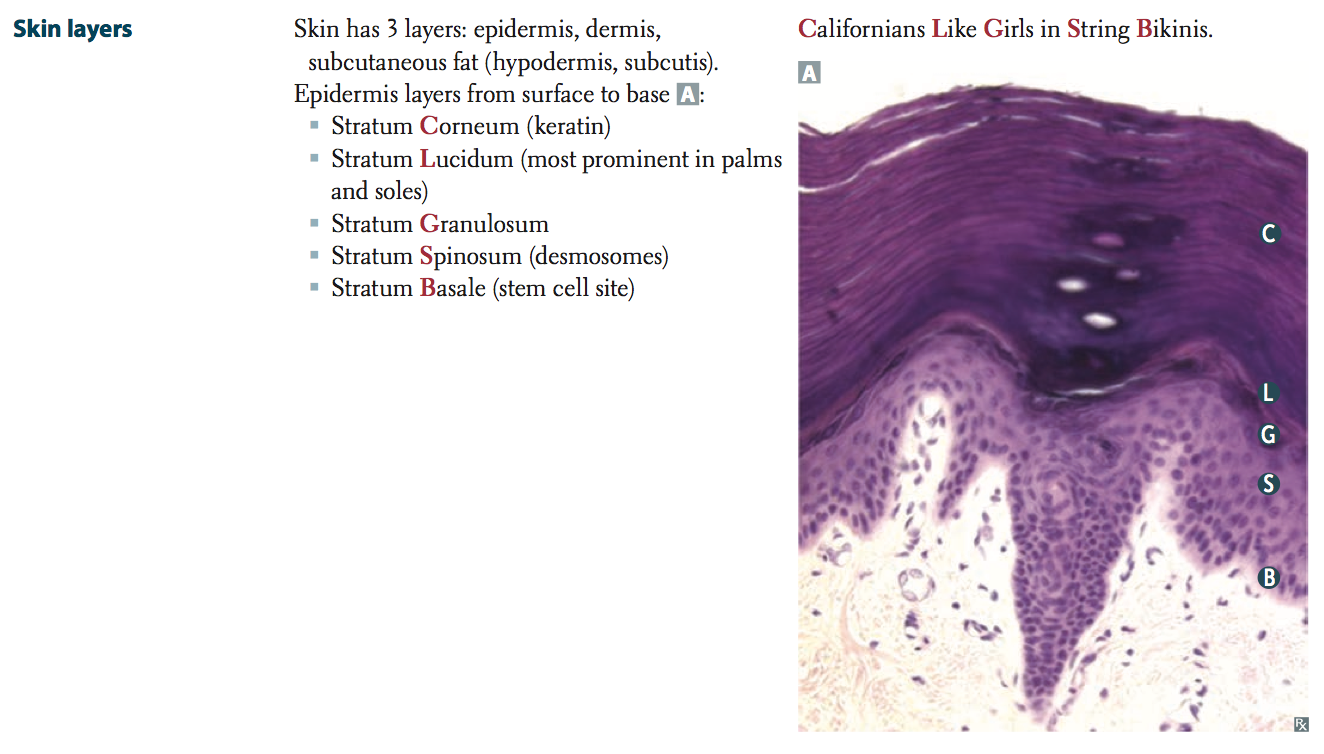 Skin layers
Skin has 3 layers: epidermis, dermis,
subcutaneous fat (hypodermis, subcutis).
Epidermis layers from surface to base A:
Stratum Corneum (keratin)
Stratum Lucidum (most prominent in palms
and soles)
Stratum Granulosum
Stratum Spinosum (desmosomes)
Stratum Basale (stem cell site)
Californians Like Girls in String Bikinis.
A
C
L
G
S
B
Rx